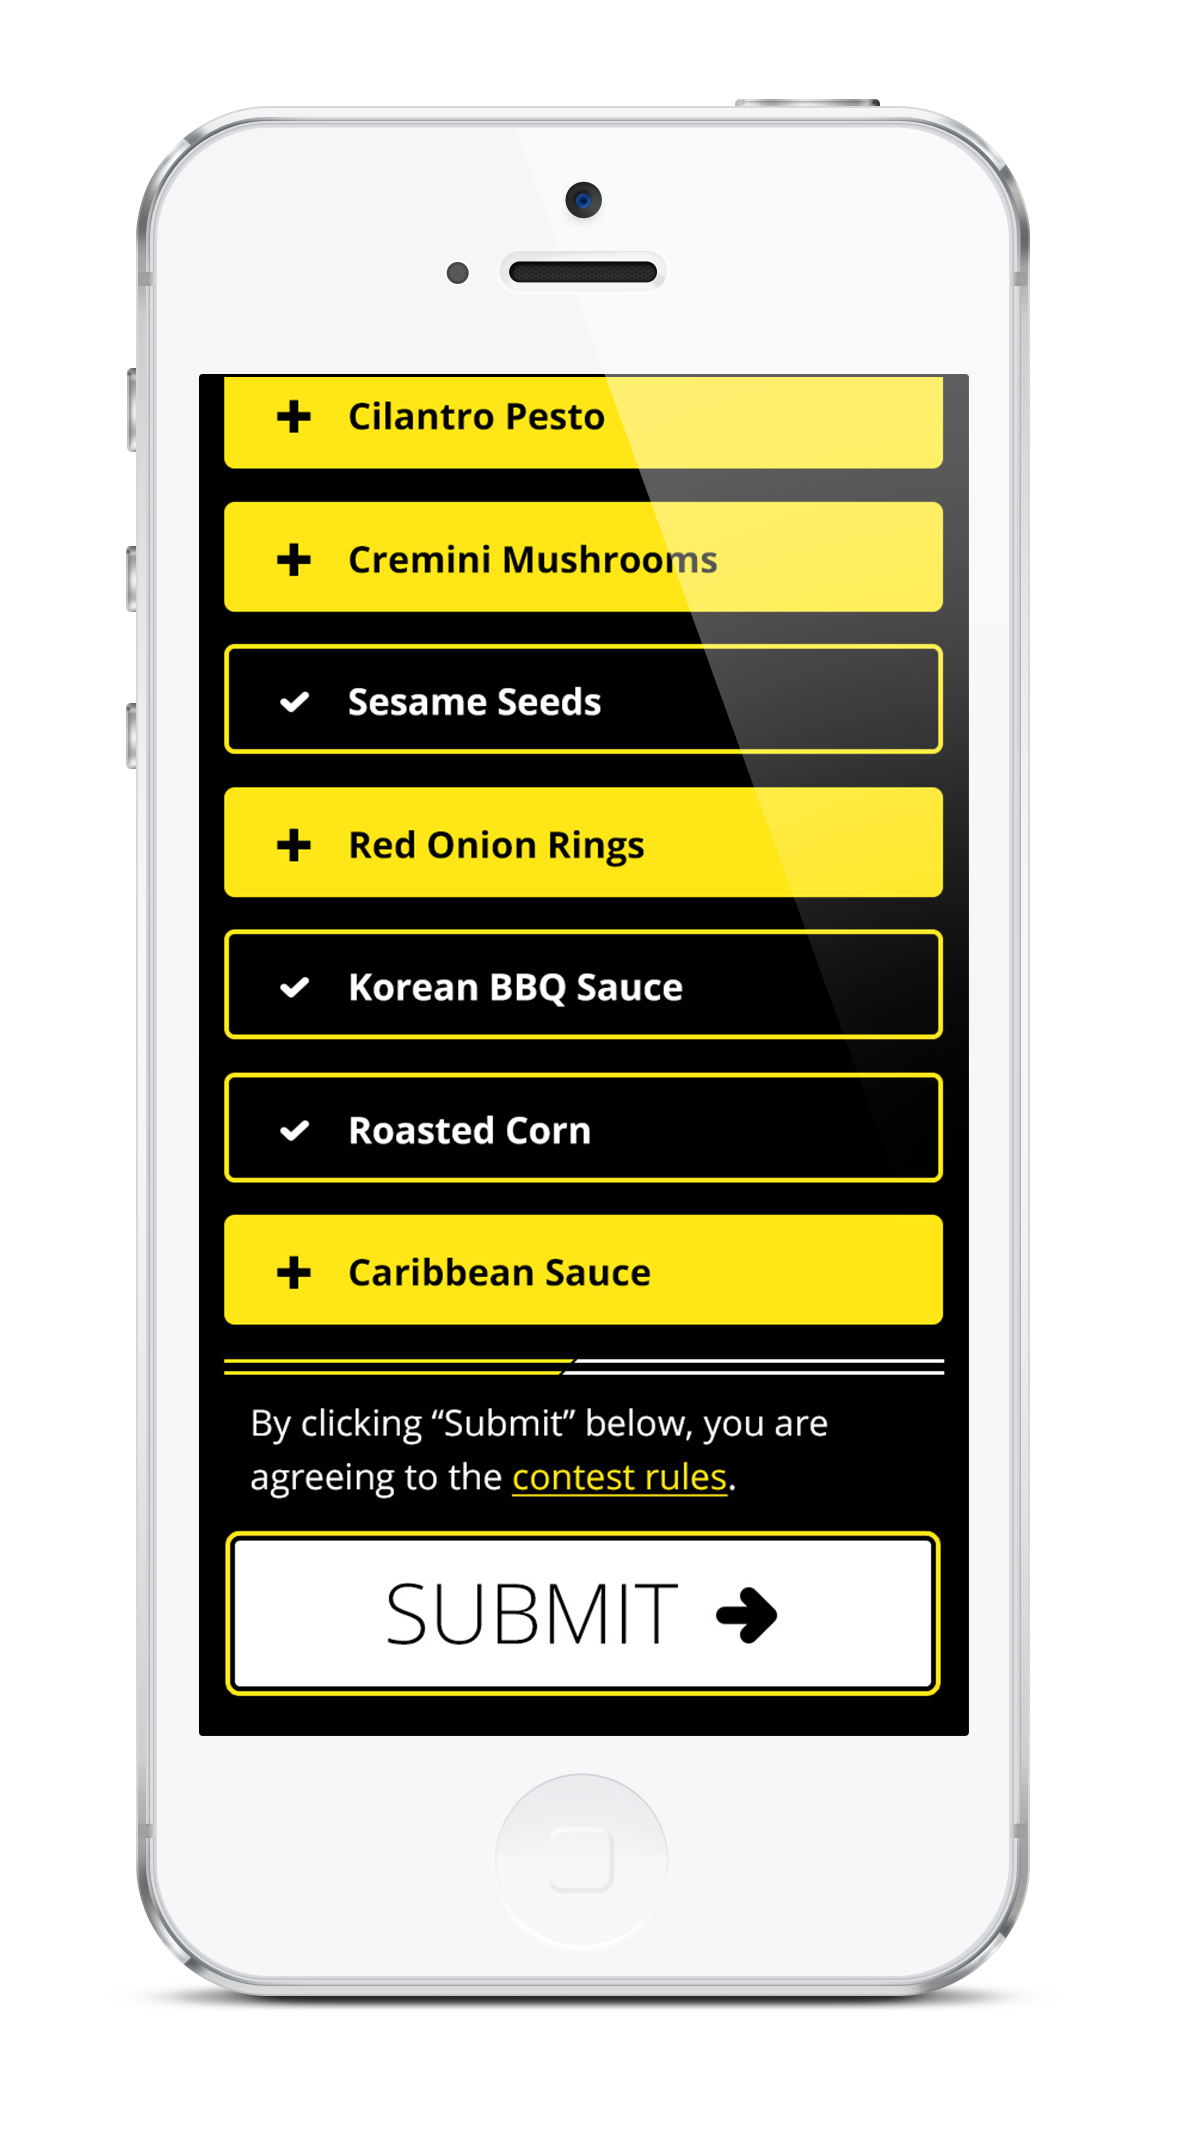 Cilantro Pesto
Cremini Mushrooms
Sesame Seeds
Red Onion Rings
Korean BBQ Sauce
Roasted Corn
Caribbean Sauce
By clicking “Submit” below, you are
agreeing to the contest rules.
SUBMIT